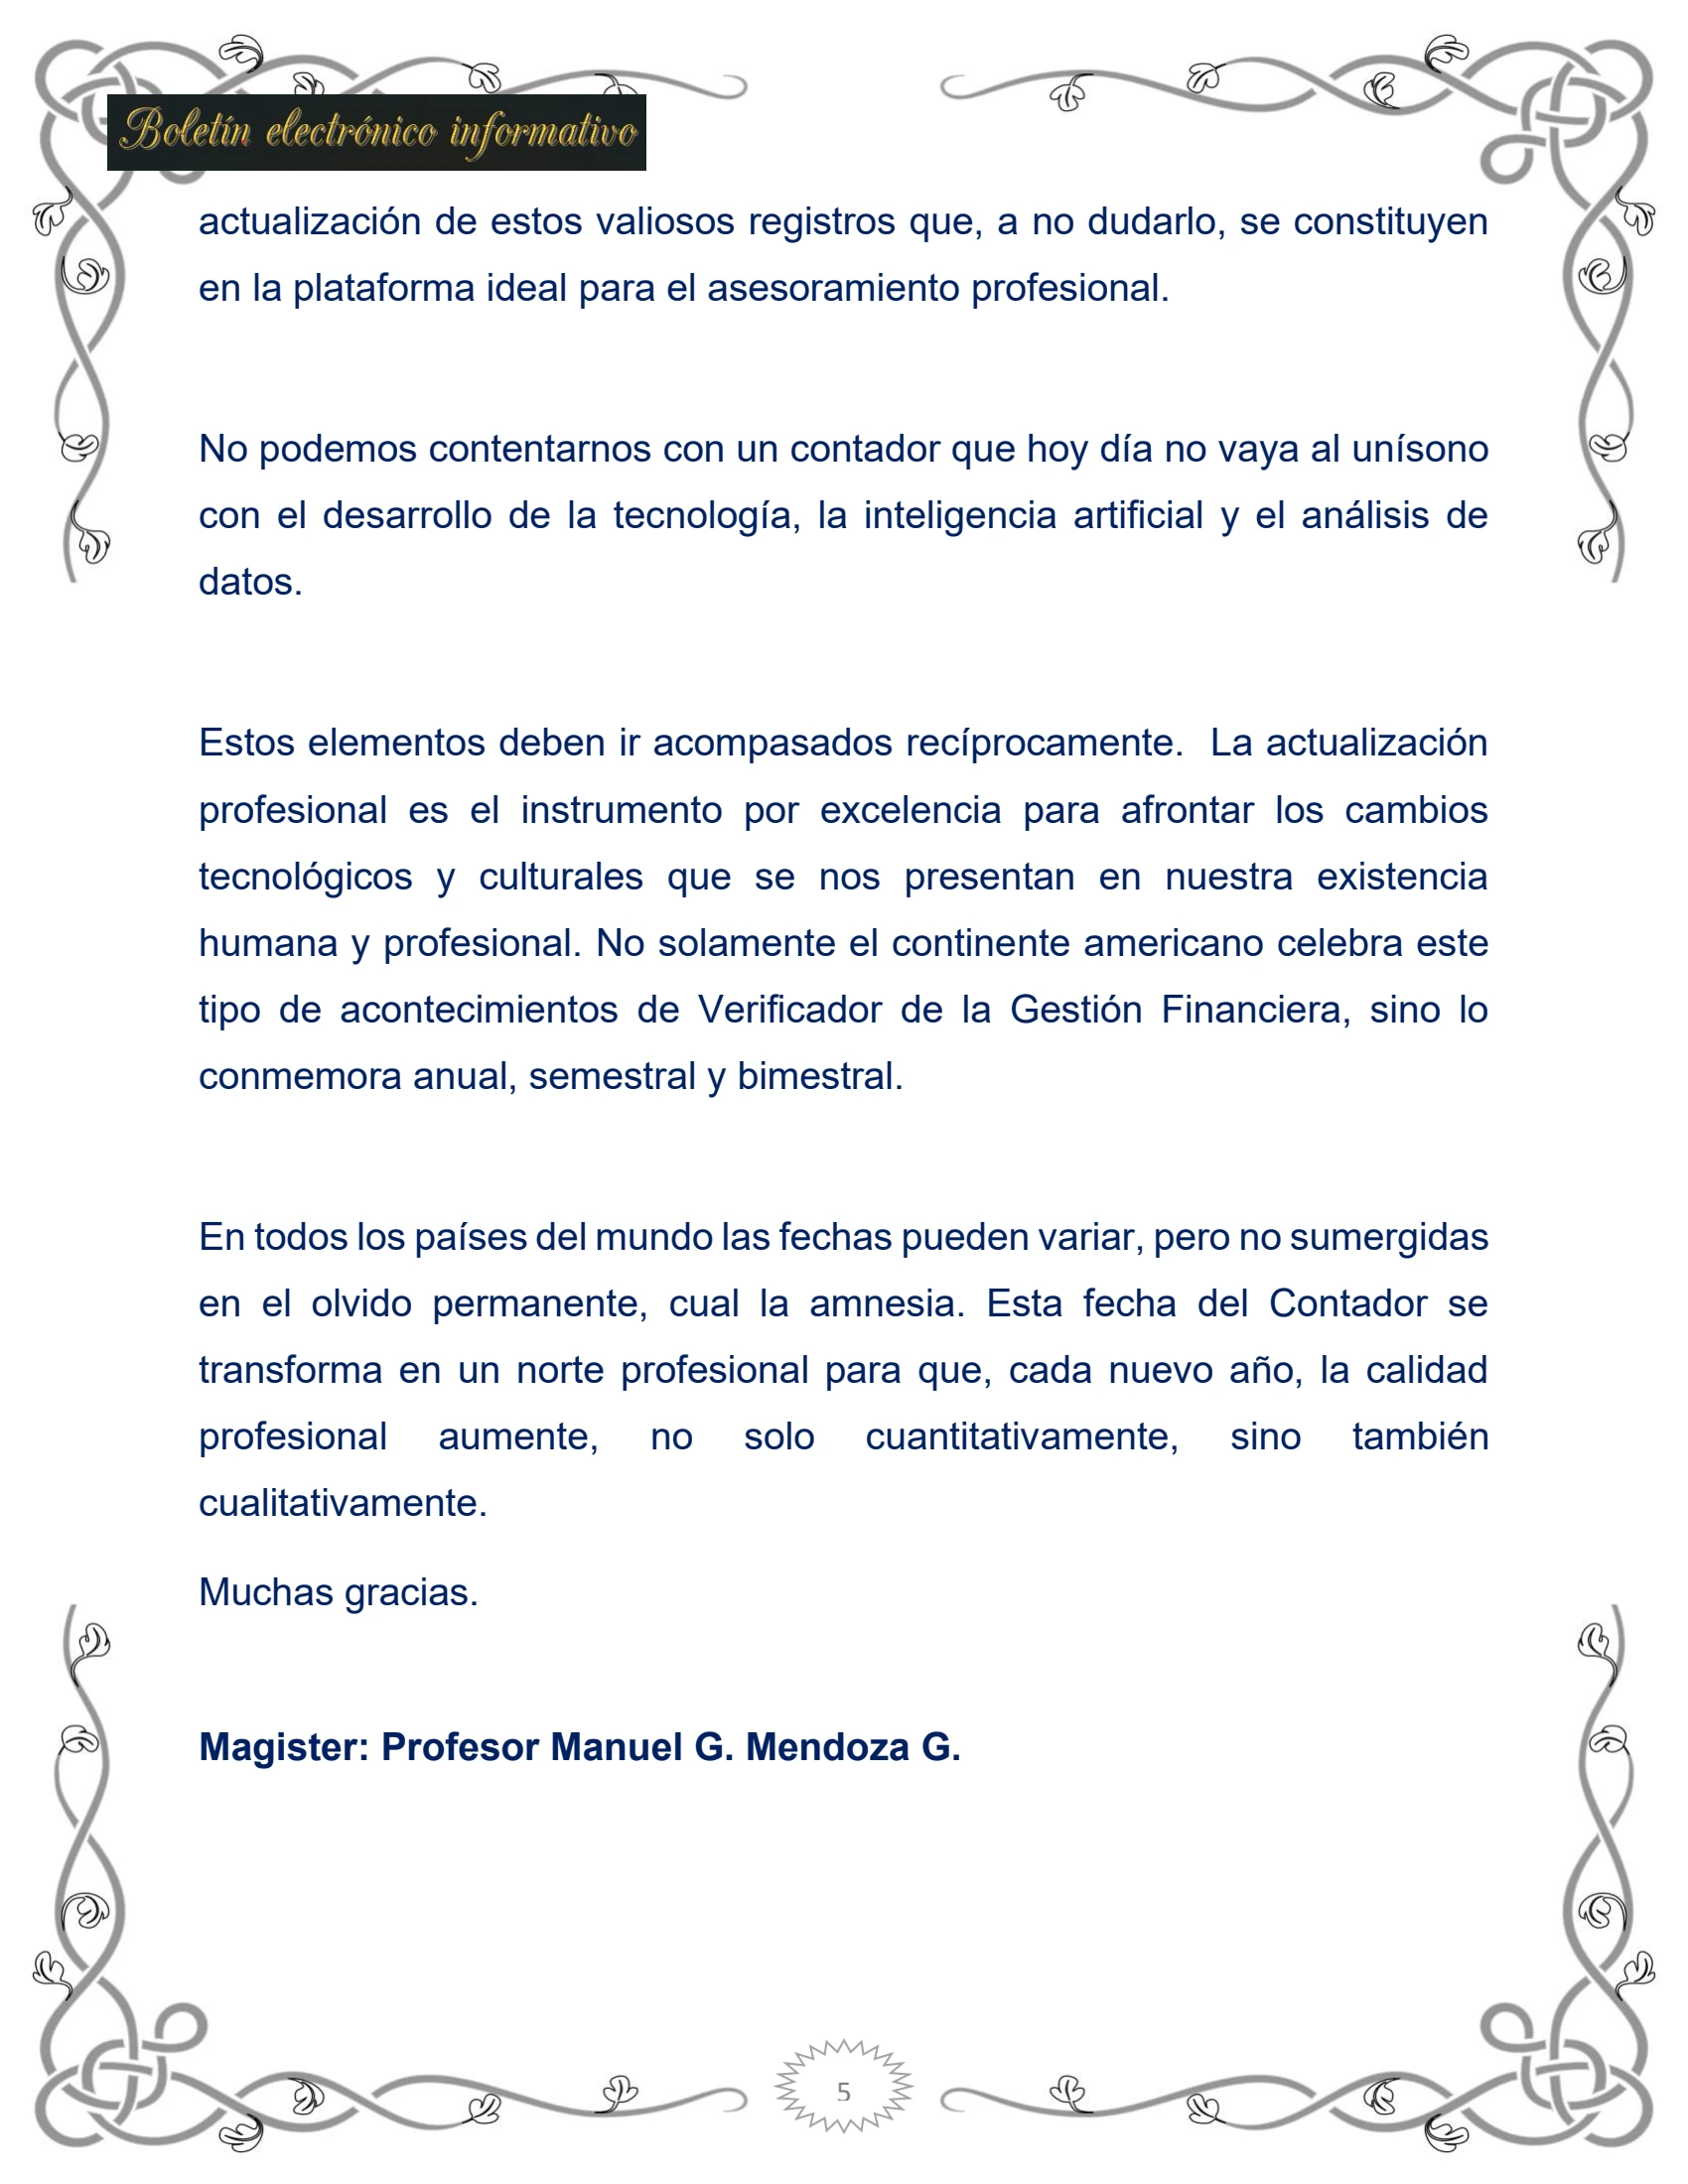 Boletín electrónico informativo
actualización de estos valiosos registros que, a no dudarlo, se constituyen
en la plataforma ideal para el asesoramiento profesional.
No podemos contentarnos con un contador que hoy día no vaya al unísono
con el desarrollo de la tecnología, la inteligencia artificial y el análisis de
datos.
Estos elementos deben ir acompasados recíprocamente. La actualización
profesional es el instrumento por excelencia para afrontar los cambios
tecnológicos y culturales que se nos presentan en nuestra existencia
humana y profesional. No solamente el continente americano celebra este
tipo de acontecimientos de Verificador de la Gestión Financiera, sino lo
conmemora anual, semestral y bimestral.
En todos los países del mundo las fechas pueden variar, pero no sumergidas
en el olvido permanente, cual la amnesia. Esta fecha del Contador se
transforma en un norte profesional para que, cada nuevo año, la calidad
profesional aumente, no solo cuantitativamente, sino también
cualitativamente.
Muchas gracias.
Magister: Profesor Manuel G. Mendoza G.
5